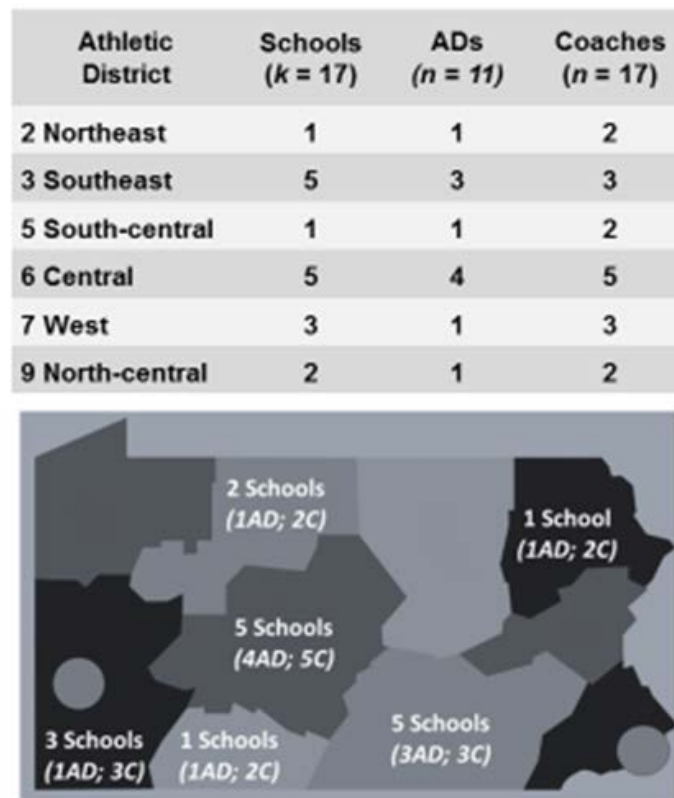 Athletic District Schools (k = 17) ADs (n = 11) Coaches (n = 17)
2 Northeast 1 1 2
3 Southeast 5 3 3
5 South-central 1 1 2
6 Central 5 4 5
7 West 3 1 3
9 North-central 2 1 2
2 Schools
(1AD; 2C)
1 School
(1AD; 2C)
5 Schools
(4AD; 5C)
3 Schools
(1AD; 3C)
1 Schools
(1AD; 2C)
5 Schools
(3AD; 3C)